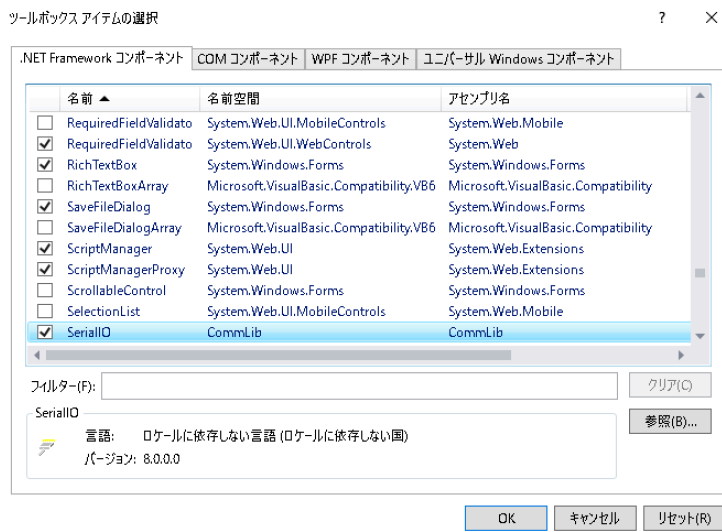 ツールボックス アイテムの選択
? ×
.NET Framework コンポーネント COM コンポーネント WPF コンポーネント ユニバーサル Windows コンポーネント
名前 ▲ 名前空間 アセンブリ名
RequiredFieldValidato System.Web.UI.MobileControls System.Web.Mobile
RequiredFieldValidato System.Web.UI.WebControls System.Web
RichTextBox System.Windows.Forms System.Windows.Forms
RichTextBoxArray Microsoft.VisualBasic.Compatibility.VB6 Microsoft.VisualBasic.Compatibility
SaveFileDialog System.Windows.Forms System.Windows.Forms
SaveFileDialogArray Microsoft.VisualBasic.Compatibility.VB6 Microsoft.VisualBasic.Compatibility
ScriptManager System.Web.UI System.Web.Extensions
ScriptManagerProxy System.Web.UI System.Web.Extensions
ScrollableControl System.Windows.Forms System.Windows.Forms
SelectionList System.Web.UI.MobileControls System.Web.Mobile
SerialIO CommLib CommLib
フィルター(F): クリア(C)
SerialIO 参照(B)...
言語: ロケールに依存しない言語 (ロケールに依存しない国)
バージョン: 8.0.0.0
OK キャンセル リセット(R)